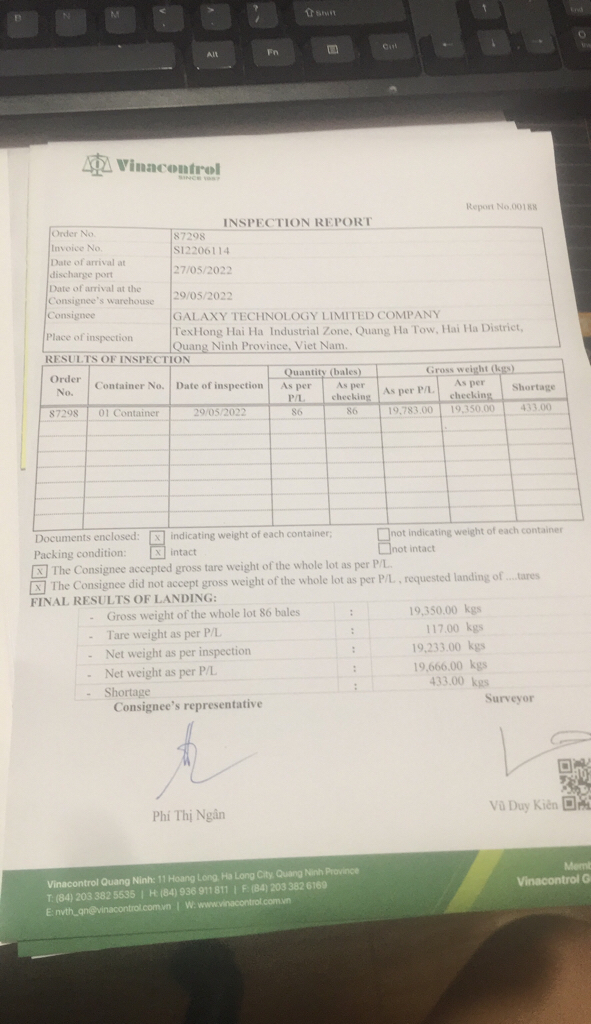 B N M < > ? / ⇧ Shift
Alt Fn Ctrl
Vinacontrol
SINCE 1957
Report No.00188
INSPECTION REPORT
Order No. 87298
Invoice No. SI2206114
Date of arrival at discharge port 27/05/2022
Date of arrival at the Consignee's warehouse 29/05/2022
Consignee GALAXY TECHNOLOGY LIMITED COMPANY
Place of inspection TexHong Hai Ha Industrial Zone, Quang Ha Tow, Hai Ha District,
Quang Ninh Province, Viet Nam.
RESULTS OF INSPECTION
Order No. Container No. Date of inspection Quantity (bales) Gross weight (kgs)
As per P/L As per checking As per P/L As per checking Shortage
87298 01 Container 29/05/2022 86 86 19,783.00 19,350.00 433.00
Documents enclosed: x indicating weight of each container; not indicating weight of each container
Packing condition: x intact not intact
X The Consignee accepted gross tare weight of the whole lot as per P/L.
X The Consignee did not accept gross weight of the whole lot as per P/L , requested landing of ....tares
FINAL RESULTS OF LANDING:
- Gross weight of the whole lot 86 bales : 19,350.00 kgs
- Tare weight as per P/L : 117.00 kgs
- Net weight as per inspection : 19,233.00 kgs
- Net weight as per P/L : 19,666.00 kgs
- Shortage : 433.00 kgs
Consignee's representative Surveyor
Phí Thị Ngân Vũ Duy Kiên
Vinacontrol Quang Ninh: 11 Hoang Long, Ha Long City, Quang Ninh Province
T: (84) 203 382 5535 | H: (84) 936 911 811 | F: (84) 203 382 6169
E: nvth_qn@vinacontrol.com.vn | W: www.vinacontrol.com.vn
Memb
Vinacontrol G